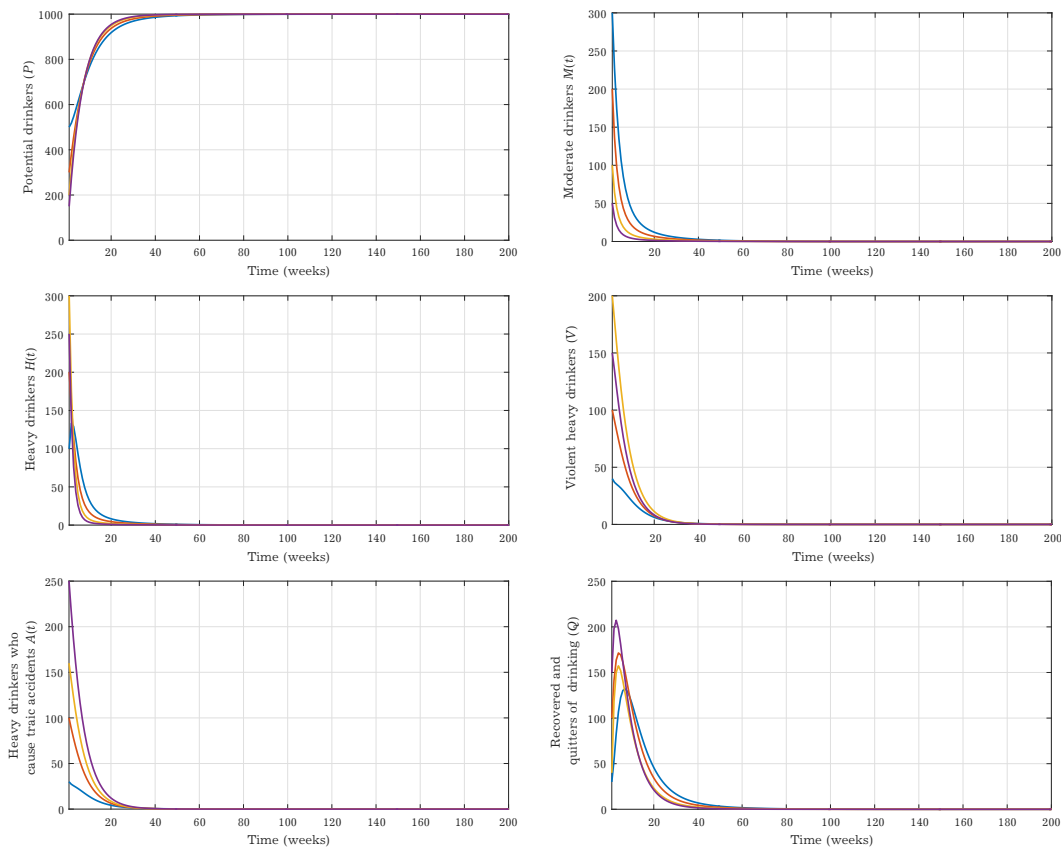 Potential drinkers (P)
1000
800
600
400
200
0
20 40 60 80 100 120 140 160 180 200
Time (weeks)
Moderate drinkers M(t)
300
250
200
150
100
50
0
20 40 60 80 100 120 140 160 180 200
Time (weeks)
Heavy drinkers H(t)
300
250
200
150
100
50
0
20 40 60 80 100 120 140 160 180 200
Time (weeks)
Violent heavy drinkers (V)
200
150
100
50
0
20 40 60 80 100 120 140 160 180 200
Time (weeks)
Heavy drinkers who
cause traic accidents A(t)
250
200
150
100
50
0
20 40 60 80 100 120 140 160 180 200
Time (weeks)
Recovered and
quitters of drinking (Q)
250
200
150
100
50
0
20 40 60 80 100 120 140 160 180 200
Time (weeks)